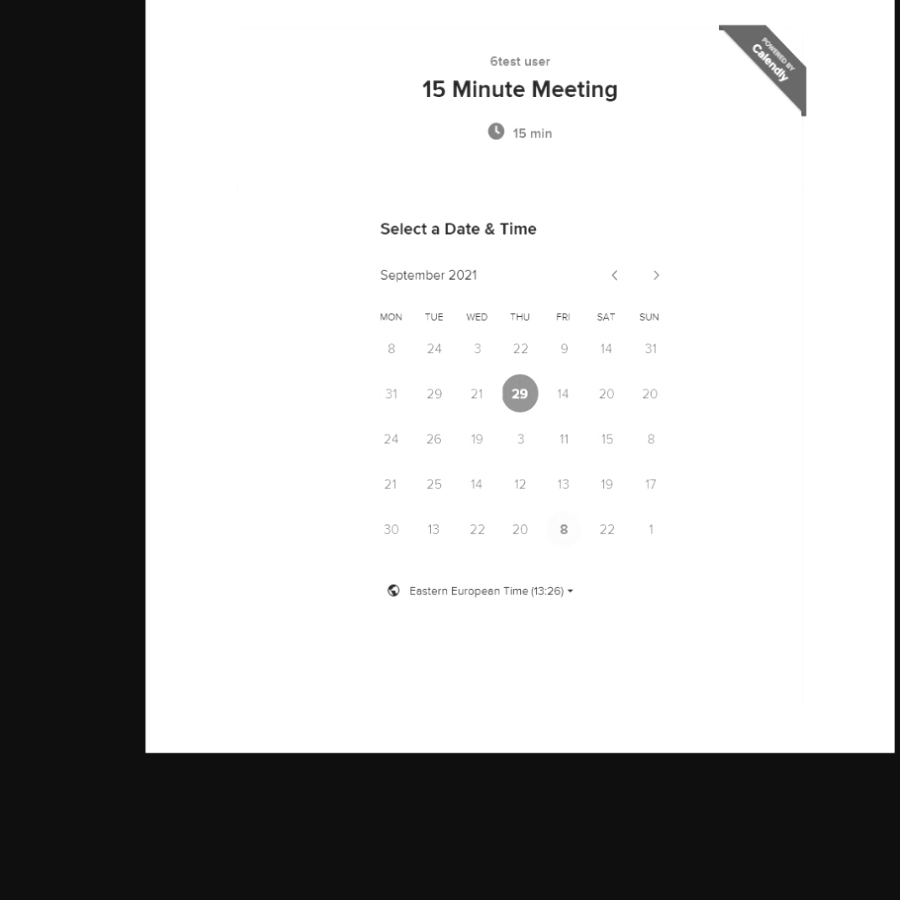 POWERED BY
Calendly
6test user
15 Minute Meeting
15 min
Select a Date & Time
September 2021
MON TUE WED THU FRI SAT SUN
8 24 3 22 9 14 31
31 29 21 29 14 20 20
24 26 19 3 11 15 8
21 25 14 12 13 19 17
30 13 22 20 8 22 1
Eastern European Time (13:26)